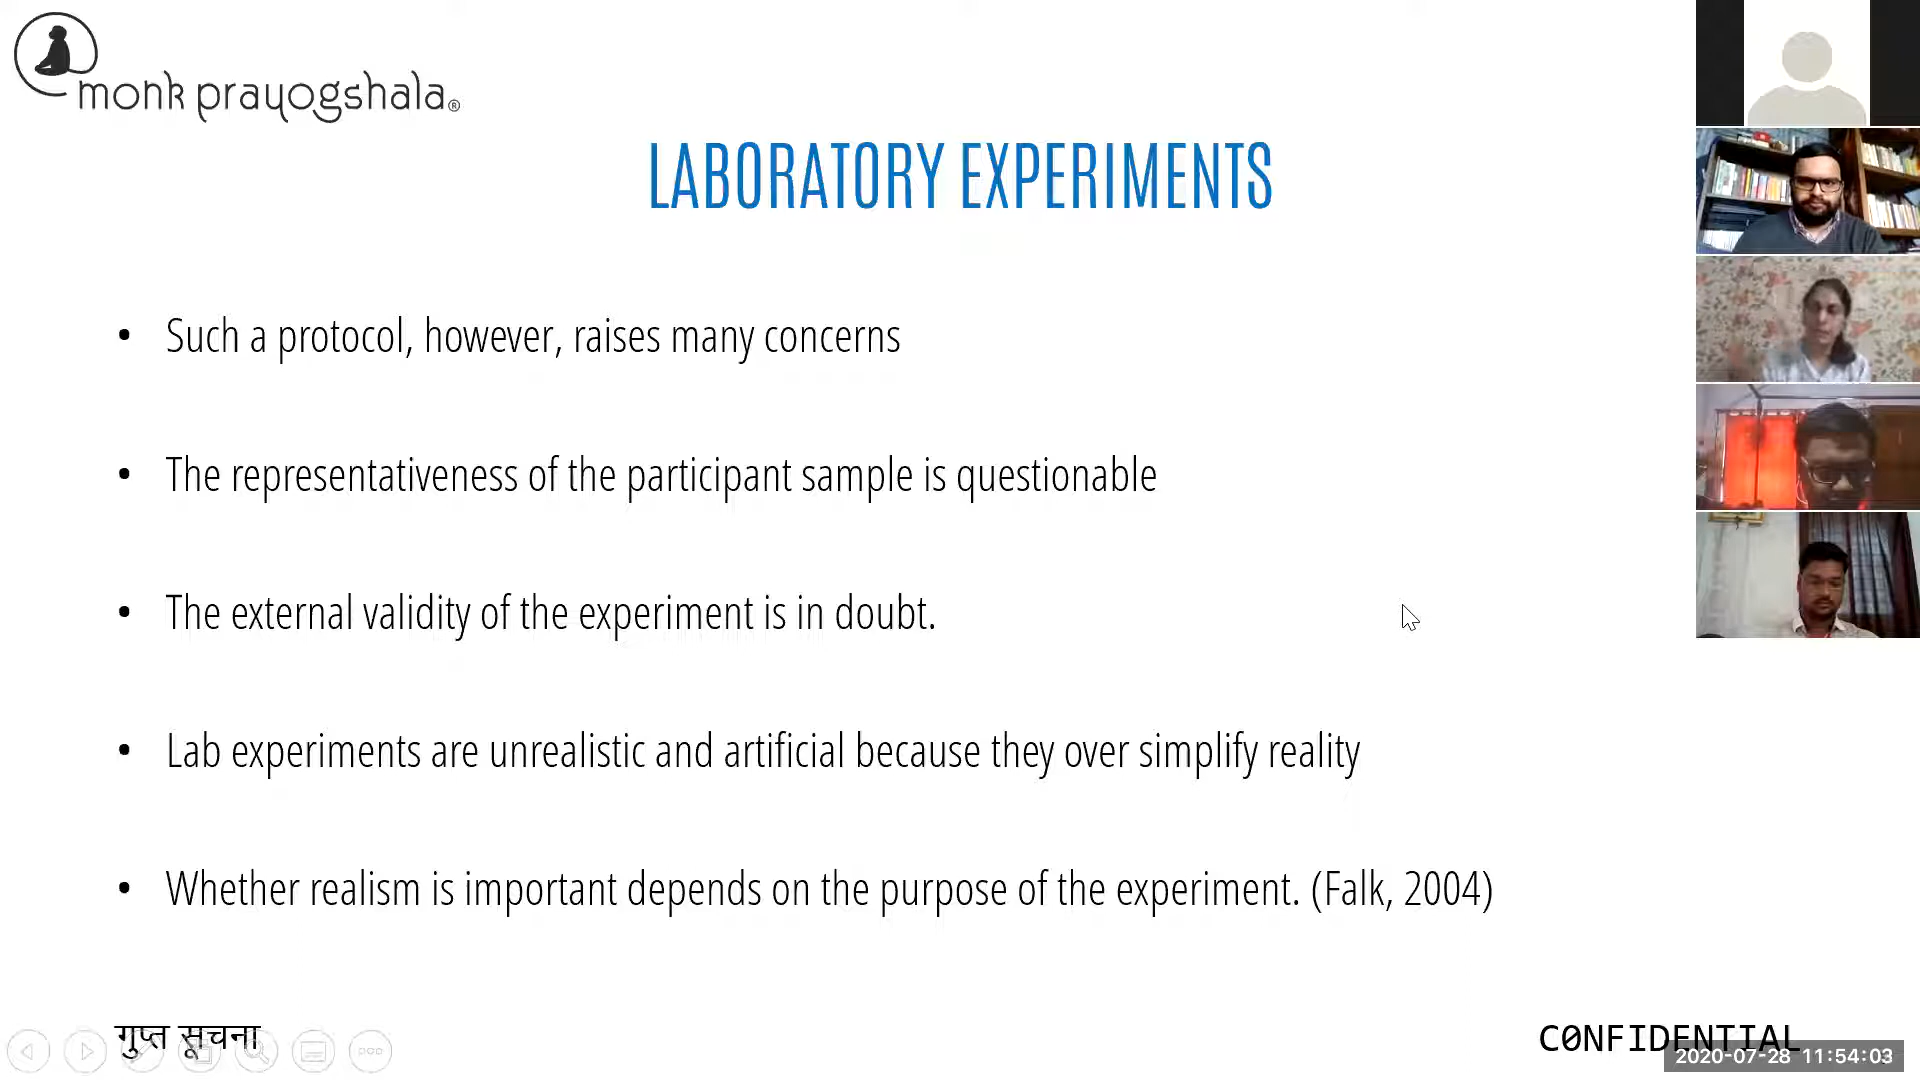 monk prayogshala®
LABORATORY EXPERIMENTS
• Such a protocol, however, raises many concerns
• The representativeness of the participant sample is questionable
• The external validity of the experiment is in doubt.
• Lab experiments are unrealistic and artificial because they over simplify reality
• Whether realism is important depends on the purpose of the experiment. (Falk, 2004)
गुप्त सूचना
CONFIDENTIAL
2020-07-28 11:54:03